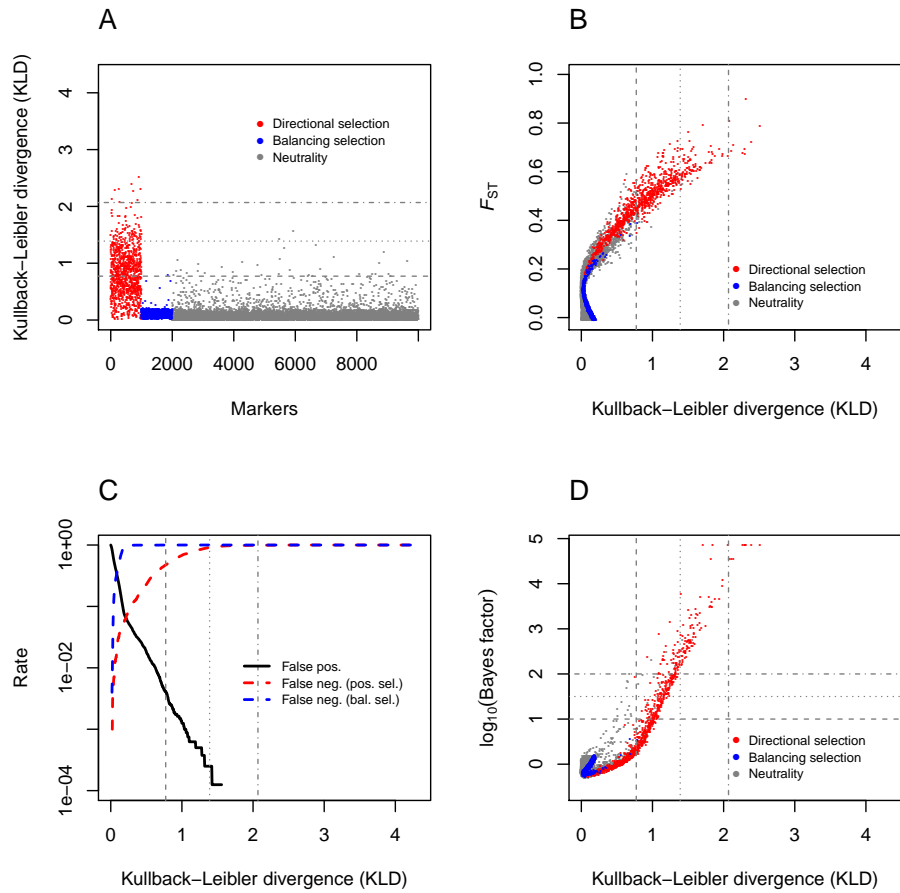 A
Kullback−Leibler divergence (KLD)
4
3
2
1
0
Directional selection
Balancing selection
Neutrality
0
2000
4000
6000
8000
Markers
B
FST
1.0
0.8
0.6
0.4
0.2
0.0
Directional selection
Balancing selection
Neutrality
0
1
2
3
4
Kullback−Leibler divergence (KLD)
C
Rate
1e+00
1e−02
1e−04
False pos.
False neg. (pos. sel.)
False neg. (bal. sel.)
0
1
2
3
4
Kullback−Leibler divergence (KLD)
D
log10(Bayes factor)
5
4
3
2
1
0
Directional selection
Balancing selection
Neutrality
0
1
2
3
4
Kullback−Leibler divergence (KLD)